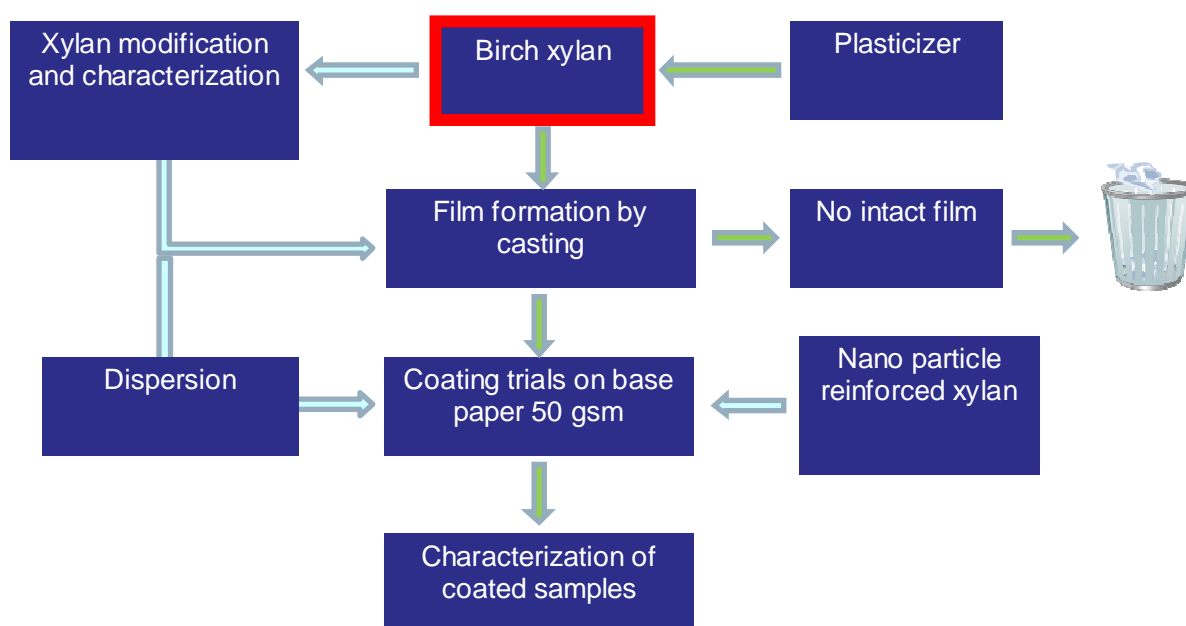 Xylan modification
and characterization
Birch xylan
Plasticizer
Film formation by
casting
No intact film
Dispersion
Coating trials on base
paper 50 gsm
Nano particle
reinforced xylan
Characterization of
coated samples